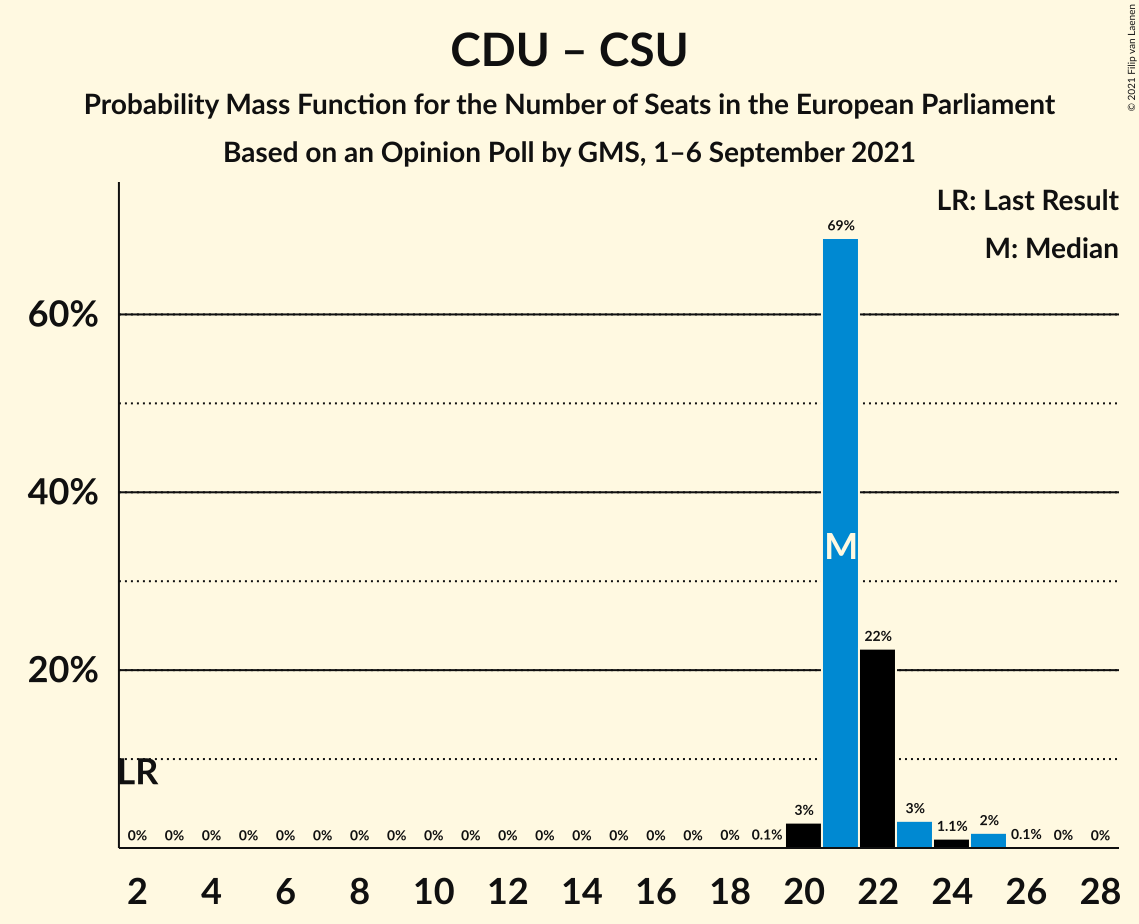 © 2021 Filip van Laenen
CDU – CSU
Probability Mass Function for the Number of Seats in the European Parliament
Based on an Opinion Poll by GMS, 1–6 September 2021
LR: Last Result
M: Median
69%
60%
40%
M
22%
20%
LR
0% 0% 0% 0% 0% 0% 0% 0% 0% 0% 0% 0% 0% 0% 0% 0% 0% 0.1% 3% 3% 1.1% 2% 0.1% 0% 0%
2 4 6 8 10 12 14 16 18 20 22 24 26 28